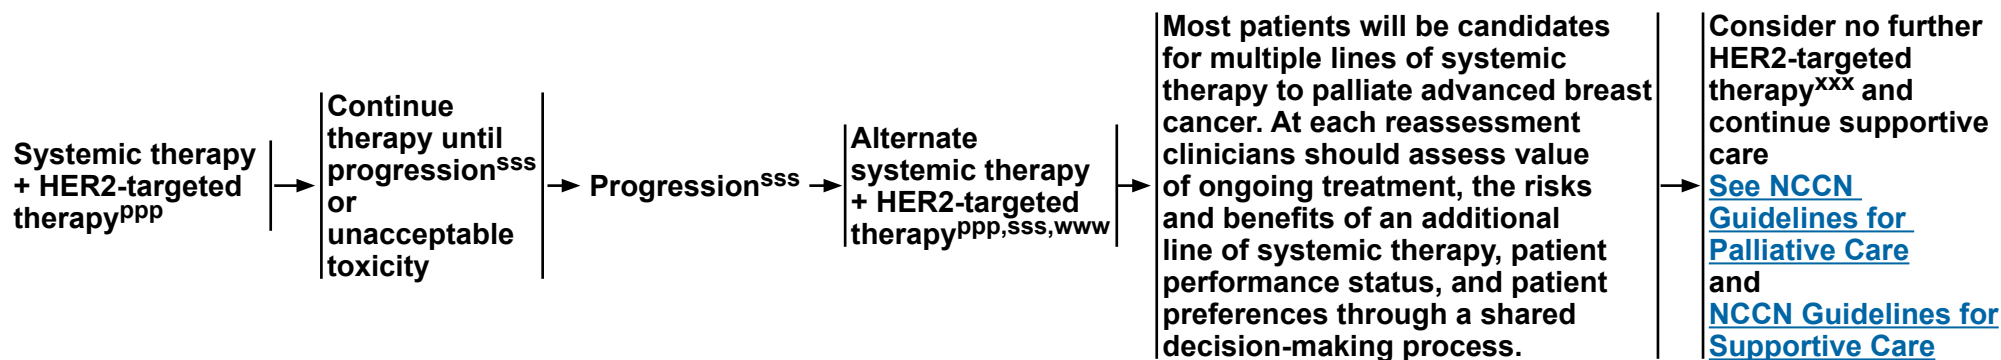 Systemic therapy
+ HER2-targeted
therapyppp
Continue
therapy until
progressionsss
or
unacceptable
toxicity
Progressionsss
Alternate
systemic therapy
+ HER2-targeted
therapyppp,sss,www
Most patients will be candidates
for multiple lines of systemic
therapy to palliate advanced breast
cancer. At each reassessment
clinicians should assess value
of ongoing treatment, the risks
and benefits of an additional
line of systemic therapy, patient
performance status, and patient
preferences through a shared
decision-making process.
Consider no further
HER2-targeted
therapyxxx and
continue supportive
care
See NCCN
Guidelines for
Palliative Care
and
NCCN Guidelines for
Supportive Care